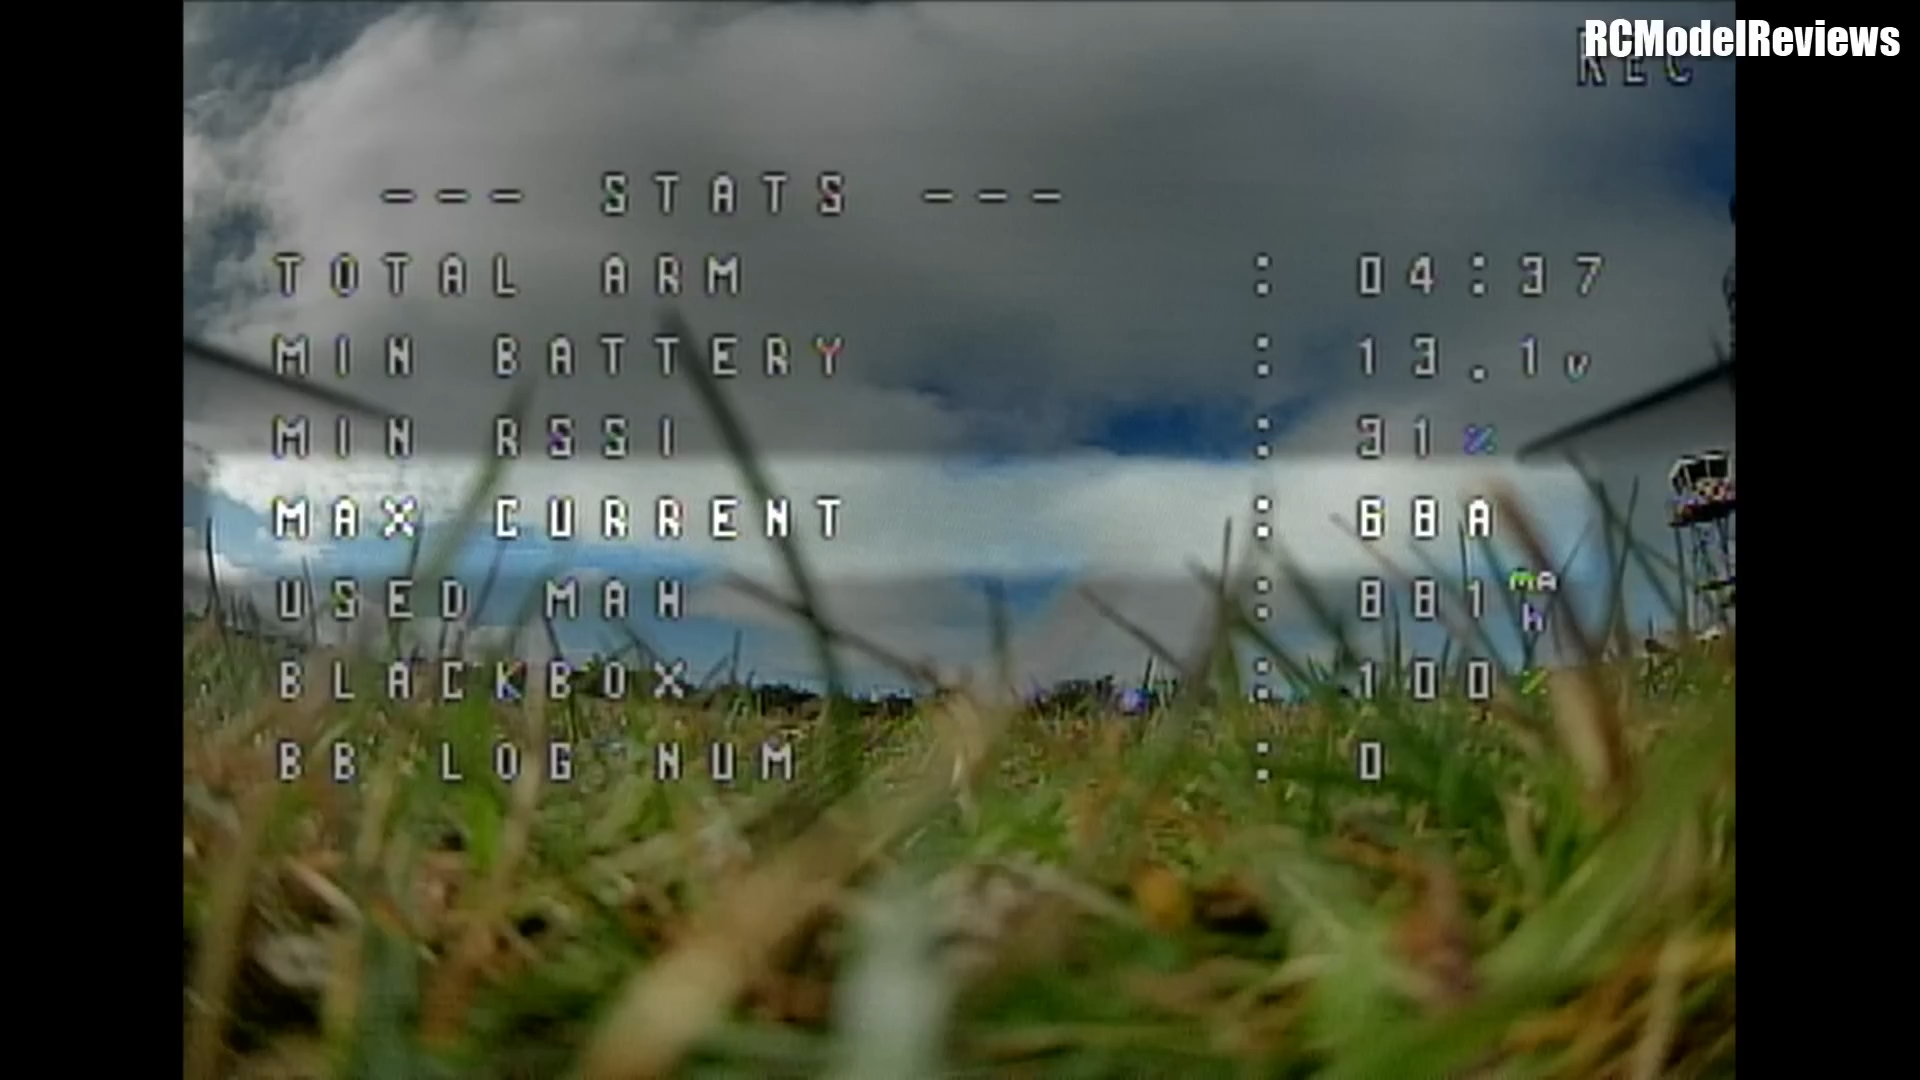 RCModelReviews
REC
--- STATS ---
TOTAL ARM : 04:37
MIN BATTERY : 13.1v
MIN RSSI : 31%
MAX CURRENT : 68A
USED MAH : 881mAh
BLACKBOX : 100%
BB LOG NUM : 0